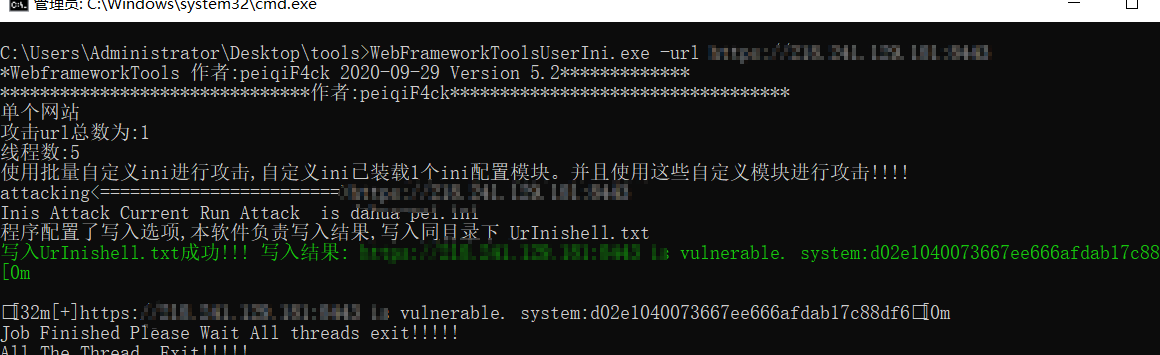 管理员: C:\Windows\system32\cmd.exe
C:\Users\Administrator\Desktop\tools>WebFrameworkToolsUserIni.exe -url
*WebframeworkTools 作者:peiqiF4ck 2020-09-29 Version 5.2*************
*******************************作者:peiqiF4ck**********************************
单个网站
攻击url总数为:1
线程数:5
使用批量自定义ini进行攻击,自定义ini已装载1个ini配置模块。并且使用这些自定义模块进行攻击!!!!
attacking<========================
Inis Attack Current Run Attack  is dahua pei.ini
程序配置了写入选项,本软件负责写入结果,写入同目录下 UrInishell.txt
写入UrInishell.txt成功!!! 写入结果: vulnerable. system:d02e1040073667ee666afdab17c88
[0m
□[32m[+]https: vulnerable. system:d02e1040073667ee666afdab17c88df6□[0m
Job Finished Please Wait All threads exit!!!!!
All The Thread  Exit!!!!!